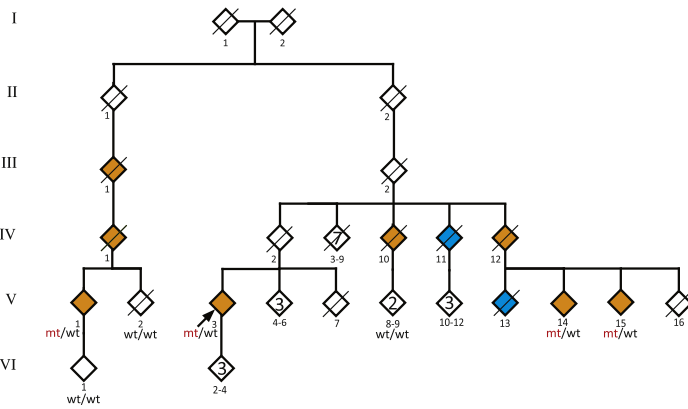 I
1 2
II
1 2
III
1 2
IV
7
1 2 3-9 10 11 12
V
3 2 3
1 2 3 4-6 7 8-9 10-12 13 14 15 16
mt/wt wt/wt mt/wt wt/wt mt/wt mt/wt
VI
3
1 2-4
wt/wt